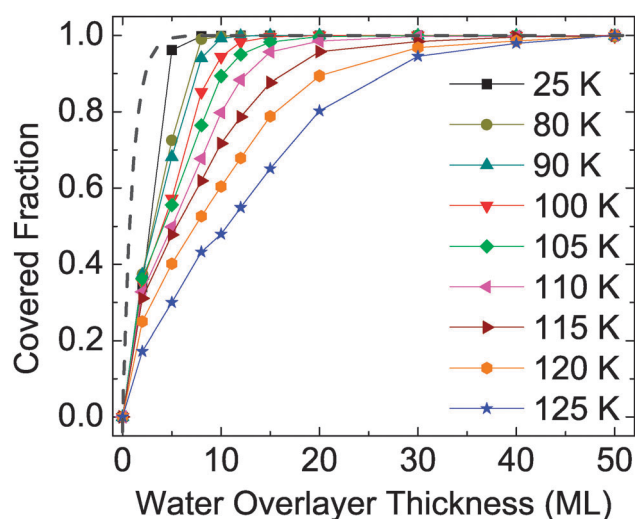 Covered Fraction
1.0
0.8
0.6
0.4
0.2
0.0
25 K
80 K
90 K
100 K
105 K
110 K
115 K
120 K
125 K
0 10 20 30 40 50
Water Overlayer Thickness (ML)